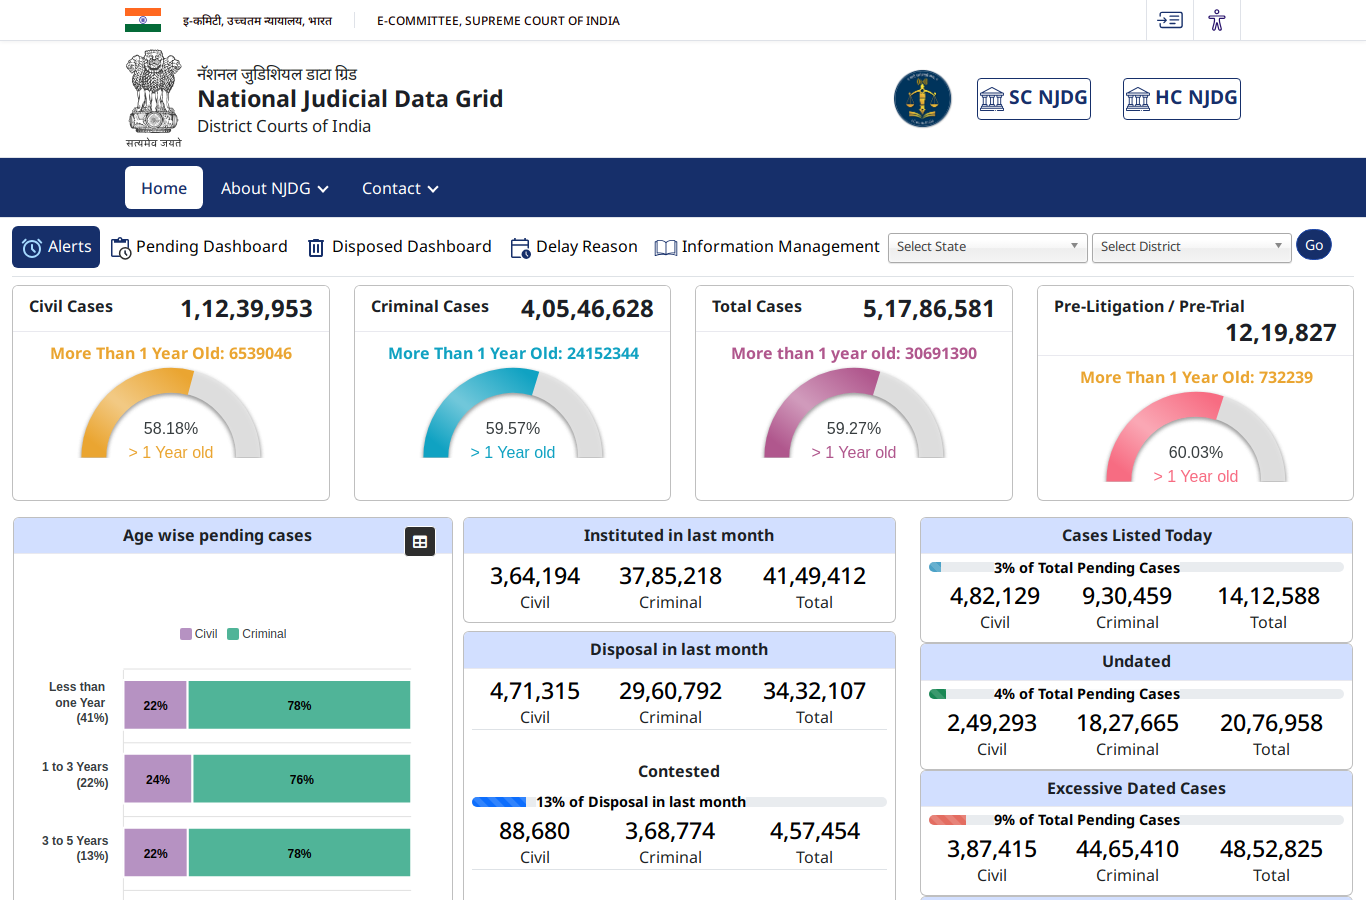 इ-कमिटी, उच्चतम न्यायालय, भारत
E-COMMITTEE, SUPREME COURT OF INDIA
सत्यमेव जयते
नॅशनल जुडिशियल डाटा ग्रिड
National Judicial Data Grid
District Courts of India
SC NJDG
HC NJDG
Home
About NJDG
Contact
Alerts
Pending Dashboard
Disposed Dashboard
Delay Reason
Information Management
Select State
Select District
Go
Civil Cases 1,12,39,953
More Than 1 Year Old: 6539046
58.18%
> 1 Year old
Criminal Cases 4,05,46,628
More Than 1 Year Old: 24152344
59.57%
> 1 Year old
Total Cases 5,17,86,581
More than 1 year old: 30691390
59.27%
> 1 Year old
Pre-Litigation / Pre-Trial
12,19,827
More Than 1 Year Old: 732239
60.03%
> 1 Year old
Age wise pending cases
Civil Criminal
Less than
one Year
(41%)
22% 78%
1 to 3 Years
(22%)
24% 76%
3 to 5 Years
(13%)
22% 78%
Instituted in last month
3,64,194 37,85,218 41,49,412
Civil Criminal Total
Disposal in last month
4,71,315 29,60,792 34,32,107
Civil Criminal Total
Contested
13% of Disposal in last month
88,680 3,68,774 4,57,454
Civil Criminal Total
Cases Listed Today
3% of Total Pending Cases
4,82,129 9,30,459 14,12,588
Civil Criminal Total
Undated
4% of Total Pending Cases
2,49,293 18,27,665 20,76,958
Civil Criminal Total
Excessive Dated Cases
9% of Total Pending Cases
3,87,415 44,65,410 48,52,825
Civil Criminal Total